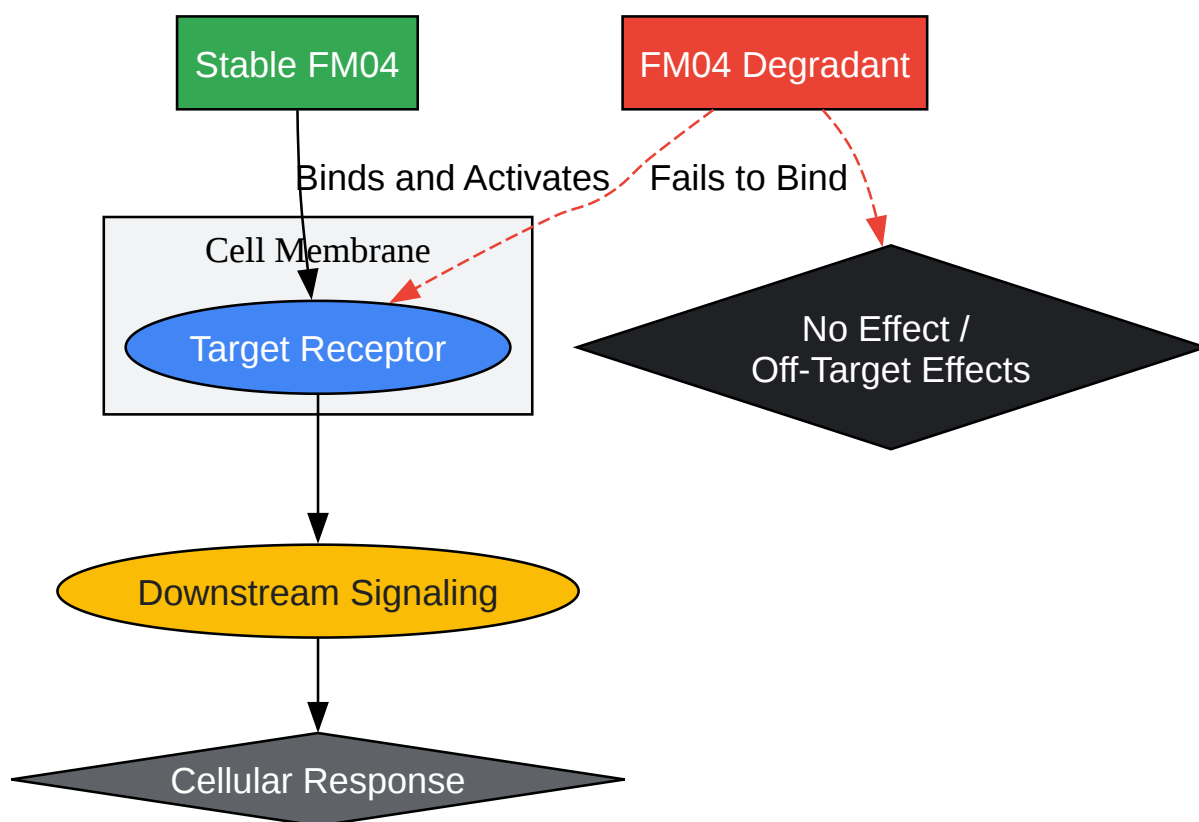 Stable FM04
FM04 Degradant
Binds and Activates
Fails to Bind
Cell Membrane
Target Receptor
No Effect /
Off-Target Effects
Downstream Signaling
Cellular Response